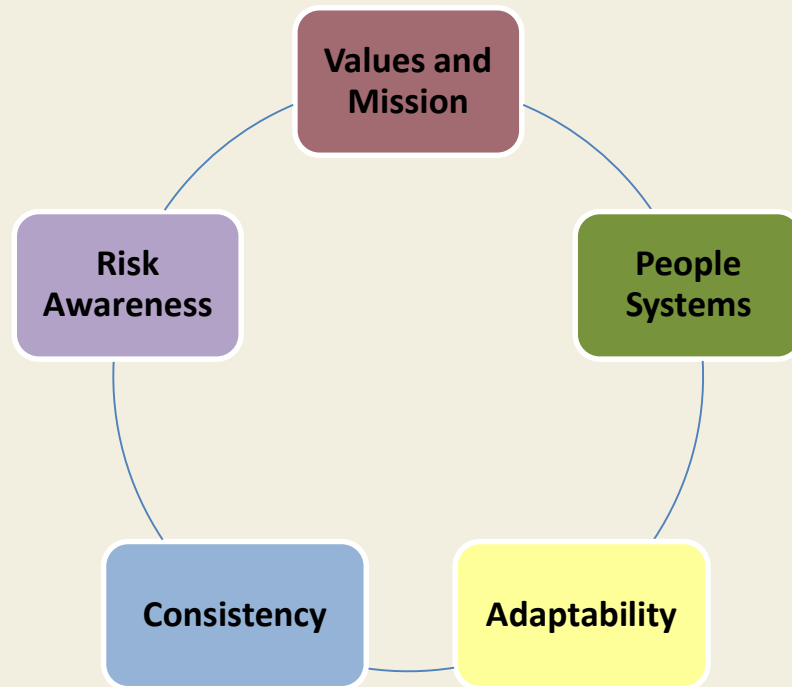 Values and
Mission
People
Systems
Adaptability
Consistency
Risk
Awareness